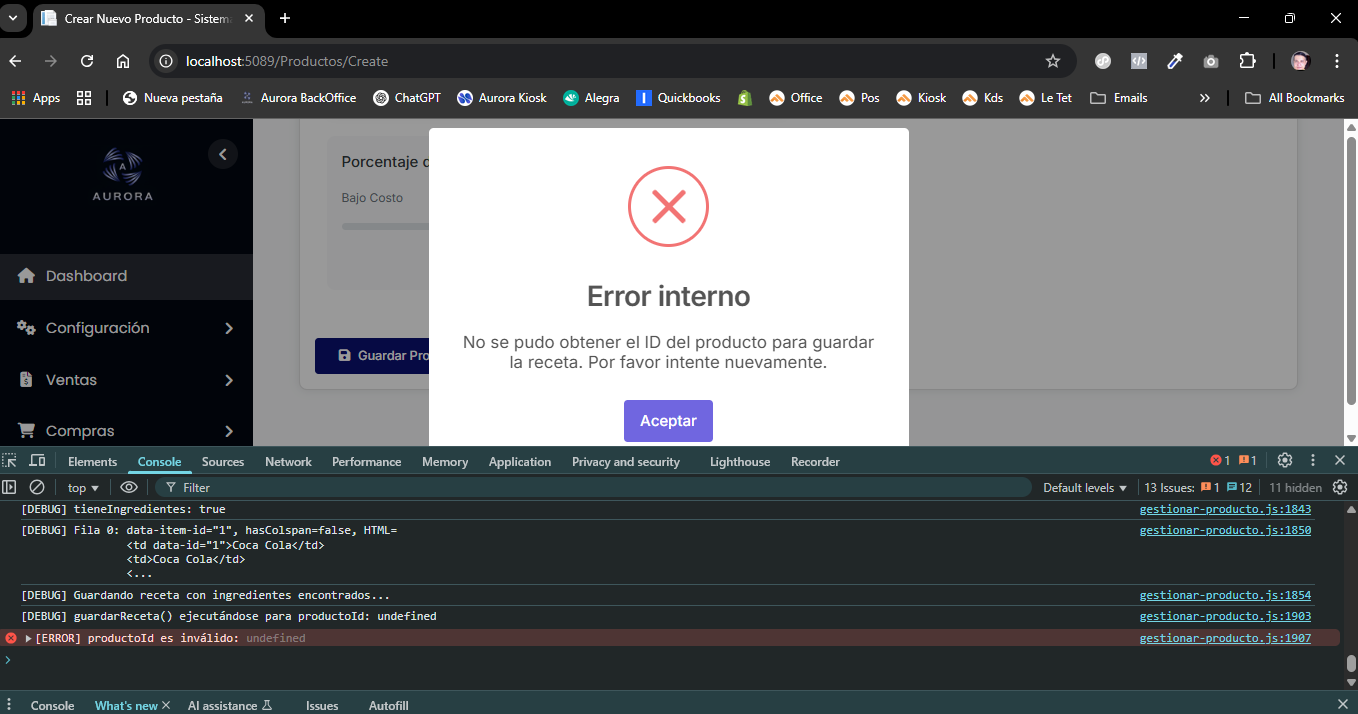 Crear Nuevo Producto - Sistema
localhost:5089/Productos/Create
Apps
Nueva pestaña
Aurora BackOffice
ChatGPT
Aurora Kiosk
Alegra
Quickbooks
Office
Pos
Kiosk
Kds
Le Tet
Emails
»
All Bookmarks
A
AURORA
Dashboard
Configuración
Ventas
Compras
Porcentaje
Bajo Costo
Guardar Pro
Error interno
No se pudo obtener el ID del producto para guardar
la receta. Por favor intente nuevamente.
Aceptar
Elements
Console
Sources
Network
Performance
Memory
Application
Privacy and security
Lighthouse
Recorder
1
1
top
Filter
Default levels
13 Issues:
1
12
11 hidden
[DEBUG] tieneIngredientes: true gestionar-producto.js:1843
[DEBUG] Fila 0: data-item-id="1", hasColspan=false, HTML= gestionar-producto.js:1850
<td data-id="1">Coca Cola</td>
<td>Coca Cola</td>
<...
[DEBUG] Guardando receta con ingredientes encontrados... gestionar-producto.js:1854
[DEBUG] guardarReceta() ejecutándose para productoId: undefined gestionar-producto.js:1903
[ERROR] productoId es inválido: undefined gestionar-producto.js:1907
Console
What's new
AI assistance
Issues
Autofill